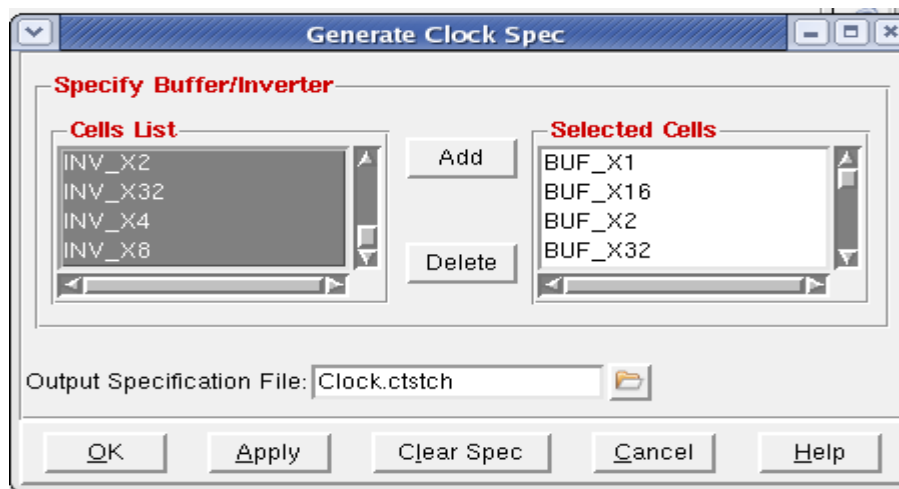 Generate Clock Spec
Specify Buffer/Inverter
Cells List
INV_X2
INV_X32
INV_X4
INV_X8
Add
Delete
Selected Cells
BUF_X1
BUF_X16
BUF_X2
BUF_X32
Output Specification File: Clock.ctstch
OK Apply Clear Spec Cancel Help